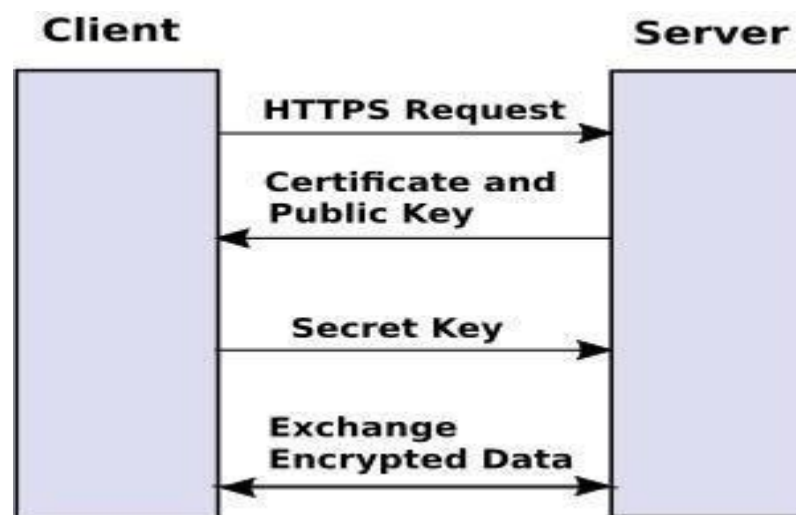 Client
Server
HTTPS Request
Certificate and
Public Key
Secret Key
Exchange
Encrypted Data